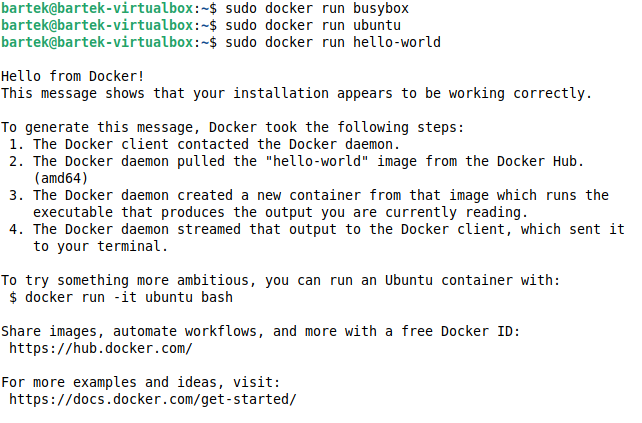 bartek@bartek-virtualbox:~$ sudo docker run busybox
bartek@bartek-virtualbox:~$ sudo docker run ubuntu
bartek@bartek-virtualbox:~$ sudo docker run hello-world
Hello from Docker!
This message shows that your installation appears to be working correctly.
To generate this message, Docker took the following steps:
1. The Docker client contacted the Docker daemon.
2. The Docker daemon pulled the "hello-world" image from the Docker Hub.
(amd64)
3. The Docker daemon created a new container from that image which runs the
executable that produces the output you are currently reading.
4. The Docker daemon streamed that output to the Docker client, which sent it
to your terminal.
To try something more ambitious, you can run an Ubuntu container with:
$ docker run -it ubuntu bash
Share images, automate workflows, and more with a free Docker ID:
https://hub.docker.com/
For more examples and ideas, visit:
https://docs.docker.com/get-started/